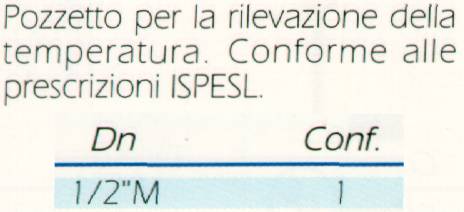 Pozzetto per la rilevazione della
temperatura. Conforme alle
prescrizioni ISPESL.
Dn Conf.
1/2"M 1